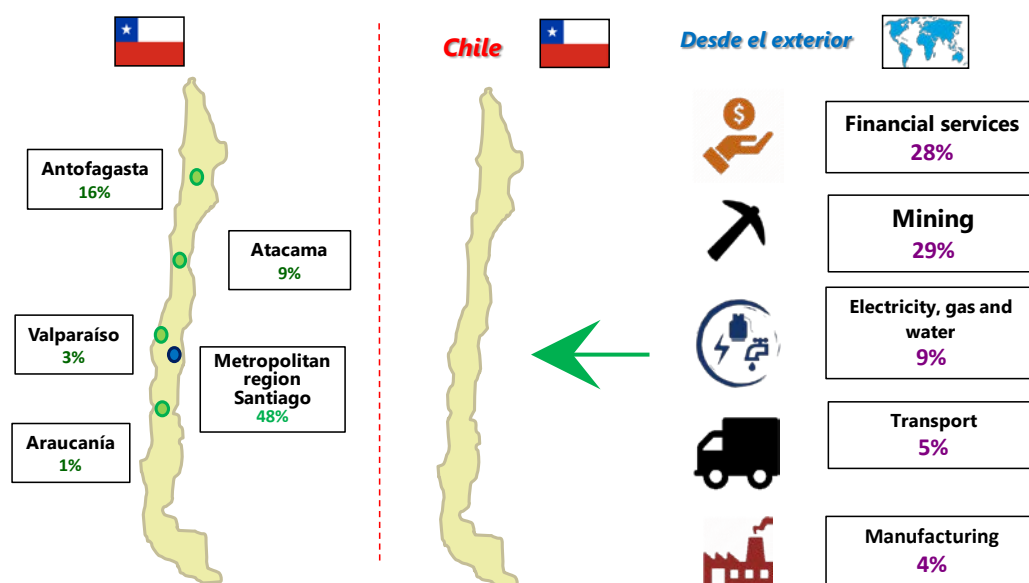 Antofagasta
16%
Atacama
9%
Valparaíso
3%
Metropolitan
region
Santiago
48%
Araucanía
1%
Chile
Desde el exterior
Financial services
28%
Mining
29%
Electricity, gas and
water
9%
Transport
5%
Manufacturing
4%
$